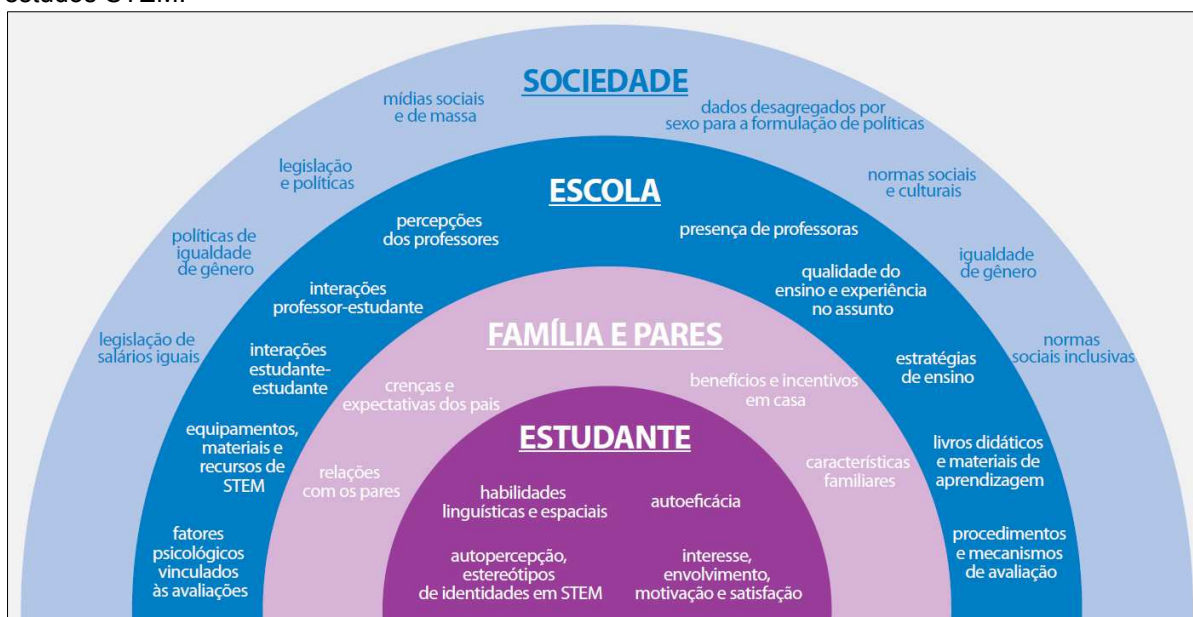 estudos STEM.
SOCIEDADE
mídias sociais
e de massa
dados desagregados por
sexo para a formulação de políticas
legislação
e políticas
normas sociais
e culturais
políticas de
igualdade
de gênero
igualdade
de gênero
legislação de
salários iguais
normas
sociais inclusivas
ESCOLA
percepções
dos professores
presença de professoras
interações
professor-estudante
qualidade do
ensino e experiência
no assunto
interações
estudante-
estudante
estratégias
de ensino
equipamentos,
materiais e
recursos de
STEM
livros didáticos
e materiais de
aprendizagem
fatores
psicológicos
vinculados
às avaliações
procedimentos
e mecanismos
de avaliação
FAMÍLIA E PARES
crenças e
expectativas dos pais
benefícios e incentivos
em casa
relações
com os pares
características
familiares
ESTUDANTE
habilidades
linguísticas e espaciais
autoeficácia
autopercepção,
estereótipos
de identidades em STEM
interesse,
envolvimento,
motivação e satisfação